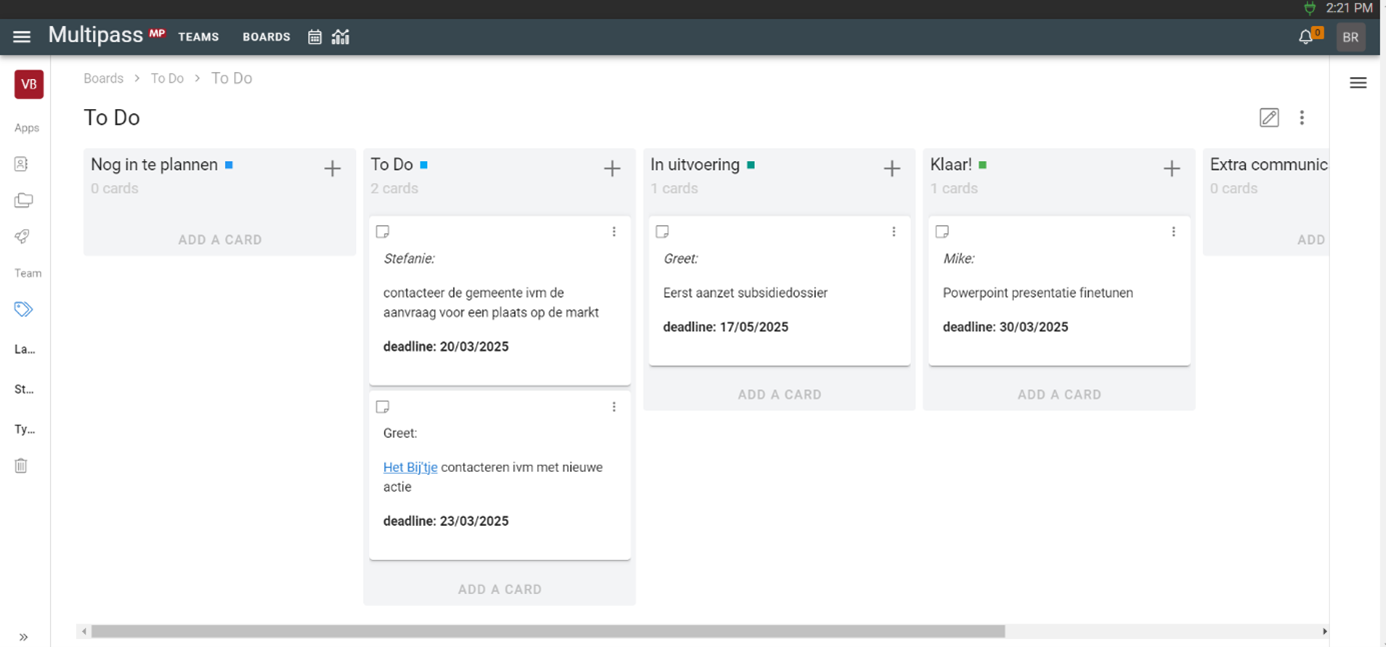 2:21 PM
Multipass MP TEAMS BOARDS 0 BR
VB
Boards > To Do > To Do
To Do
Apps
Team
La...
St...
Ty...
Nog in te plannen
0 cards
ADD A CARD
To Do
2 cards
Stefanie:
contacteer de gemeente ivm de
aanvraag voor een plaats op de markt
deadline: 20/03/2025
Greet:
Het Bij'tje contacteren ivm met nieuwe
actie
deadline: 23/03/2025
ADD A CARD
In uitvoering
1 cards
Greet:
Eerst aanzet subsidiedossier
deadline: 17/05/2025
ADD A CARD
Klaar!
1 cards
Mike:
Powerpoint presentatie finetunen
deadline: 30/03/2025
ADD A CARD
Extra communic
0 cards
ADD